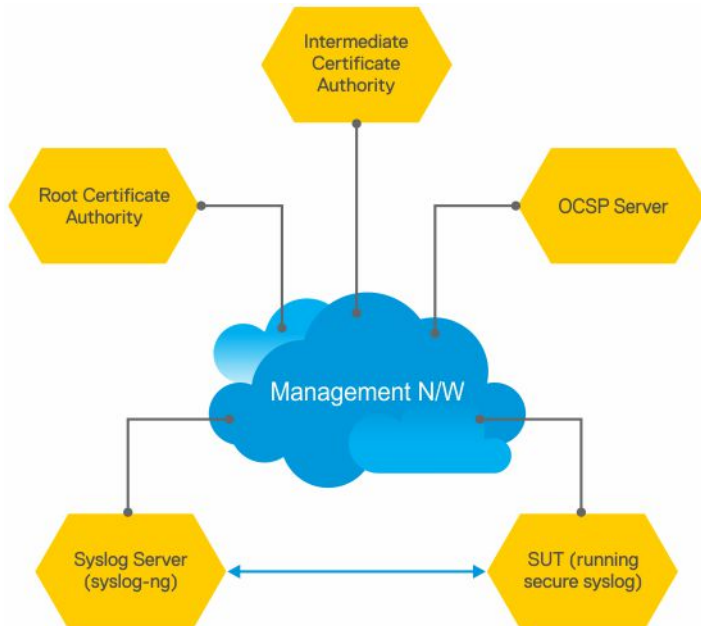 Intermediate
Certificate
Authority
Root Certificate
Authority
OCSP Server
Management N/W
Syslog Server
(syslog-ng)
SUT (running
secure syslog)